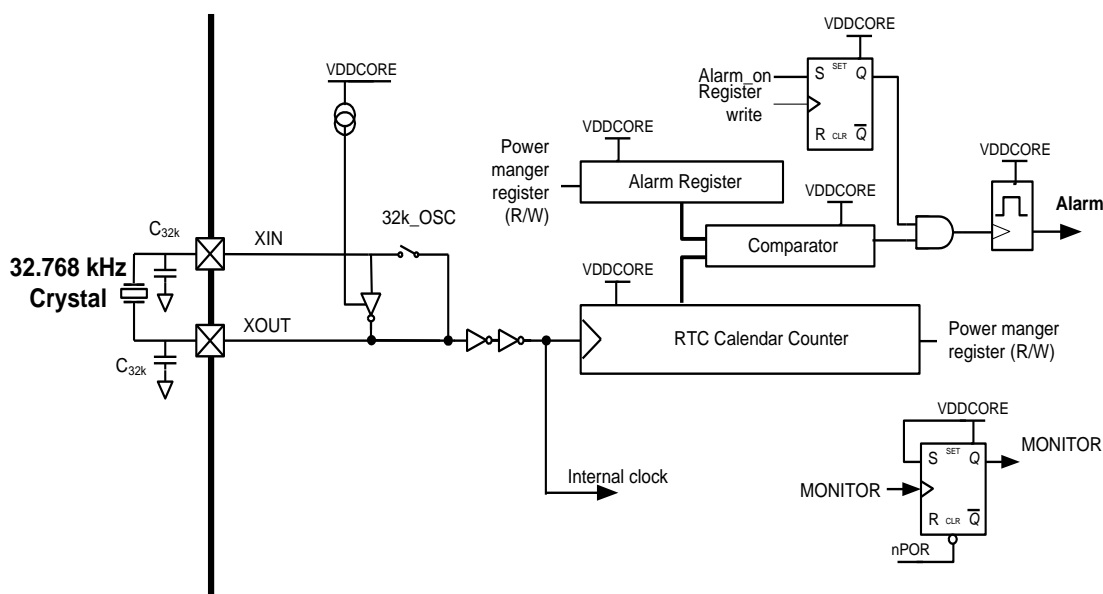 VDDCORE
S
SET
Q
Alarm_on
Register
write
R
CLR
Q
VDDCORE
VDDCORE
Power
manger
register
(R/W)
Alarm Register
VDDCORE
VDDCORE
Alarm
32k_OSC
Comparator
C32k
XIN
32.768 kHz
Crystal
VDDCORE
XOUT
RTC Calendar Counter
Power manger
register (R/W)
C32k
VDDCORE
S
SET
Q
MONITOR
Internal clock
MONITOR
R
CLR
Q
nPOR